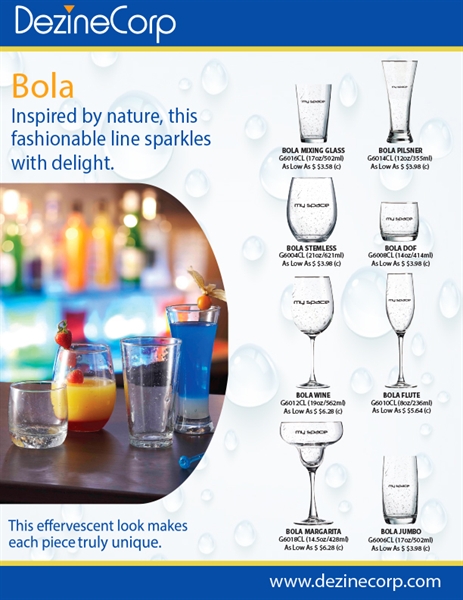 DezineCorp
Bola
Inspired by nature, this
fashionable line sparkles
with delight.
my space
BOLA MIXING GLASS
G6016CL (17oz/502ml)
As Low As $ $3.58 (c)
my space
BOLA PILSNER
G6014CL (12oz/355ml)
As Low As $ $3.98 (c)
my space
BOLA STEMLESS
G6004CL (21oz/621ml)
As Low As $ $3.98 (c)
my space
BOLA DOF
G6008CL (14oz/414ml)
As Low As $ $3.98 (c)
my space
BOLA WINE
G6012CL (19oz/562ml)
As Low As $ $6.28 (c)
my space
BOLA FLUTE
G6010CL (8oz/236ml)
As Low As $ $5.64 (c)
my space
BOLA MARGARITA
G6018CL (14.5oz/428ml)
As Low As $ $6.28 (c)
my space
BOLA JUMBO
G6006CL (17oz/502ml)
As Low As $ $3.98 (c)
This effervescent look makes
each piece truly unique.
www.dezinecorp.com